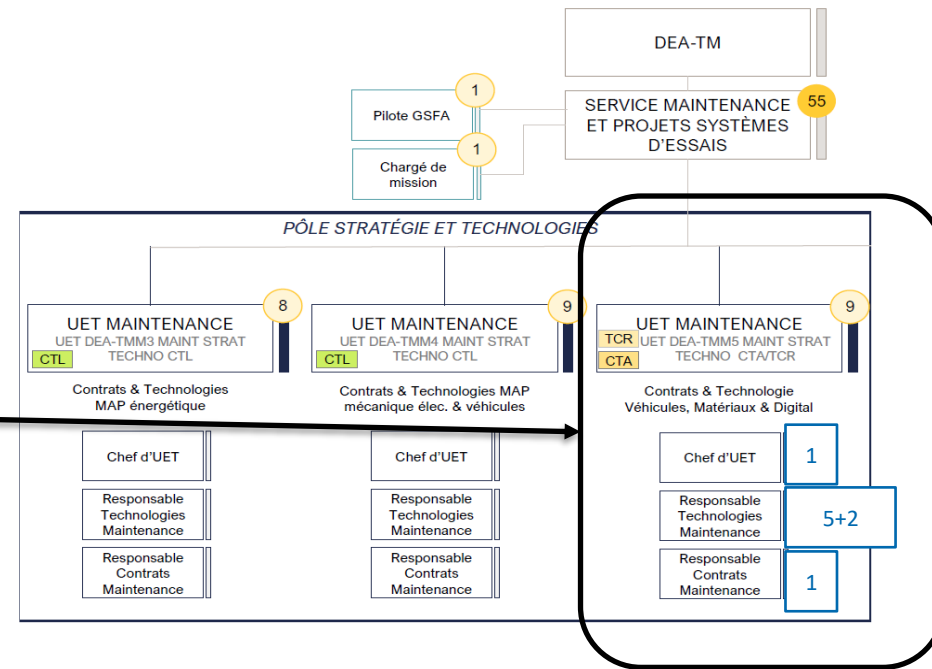 DEA-TM
1
Pilote GSFA
55
SERVICE MAINTENANCE
ET PROJETS SYSTÈMES
D'ESSAIS
1
Chargé de
mission
PÔLE STRATÉGIE ET TECHNOLOGIES
8
UET MAINTENANCE
UET DEA-TMM3 MAINT STRAT
TECHNO CTL
CTL
Contrats & Technologies
MAP énergétique
Chef d'UET
Responsable
Technologies
Maintenance
Responsable
Contrats
Maintenance
9
UET MAINTENANCE
UET DEA-TMM4 MAINT STRAT
TECHNO CTL
CTL
Contrats & Technologies MAP
mécanique élec. & véhicules
Chef d'UET
Responsable
Technologies
Maintenance
Responsable
Contrats
Maintenance
9
UET MAINTENANCE
TCR
UET DEA-TMM5 MAINT STRAT
TECHNO CTA/TCR
CTA
Contrats & Technologie
Véhicules, Matériaux & Digital
Chef d'UET
1
Responsable
Technologies
Maintenance
5+2
Responsable
Contrats
Maintenance
1